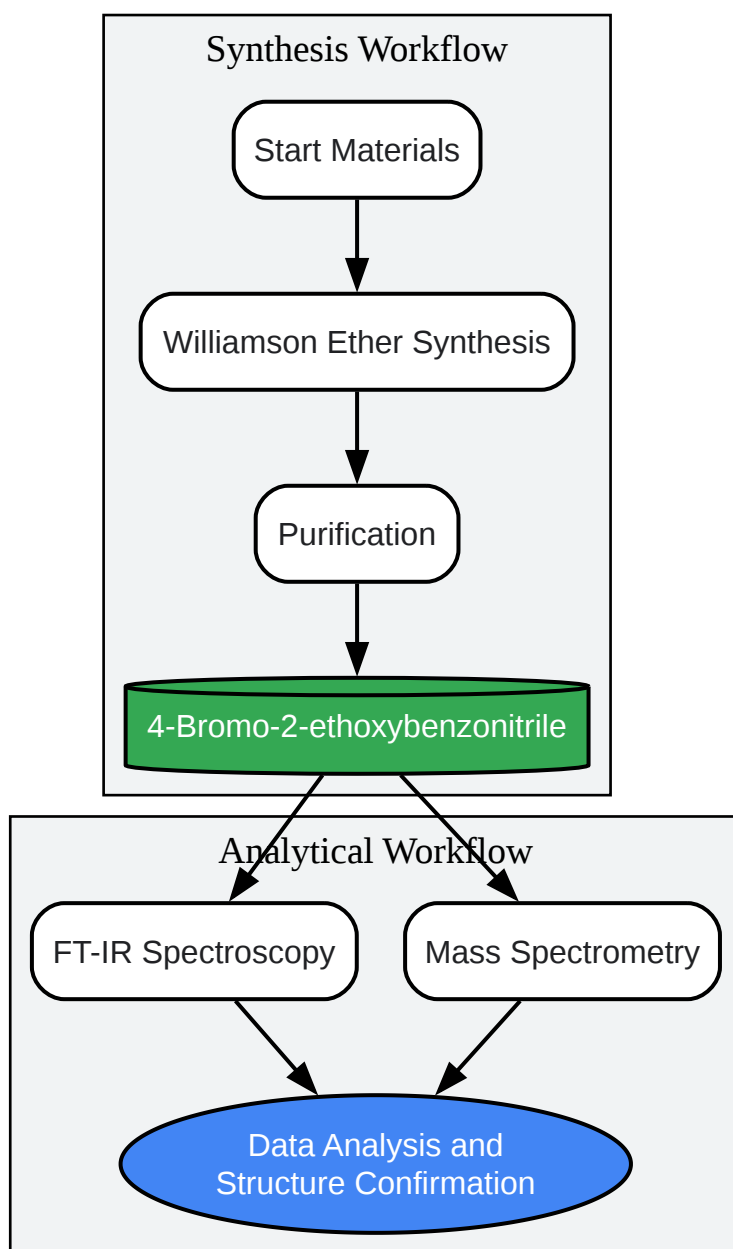 Synthesis Workflow
Start Materials
Williamson Ether Synthesis
Purification
4-Bromo-2-ethoxybenzonitrile
Analytical Workflow
FT-IR Spectroscopy
Mass Spectrometry
Data Analysis and
Structure Confirmation